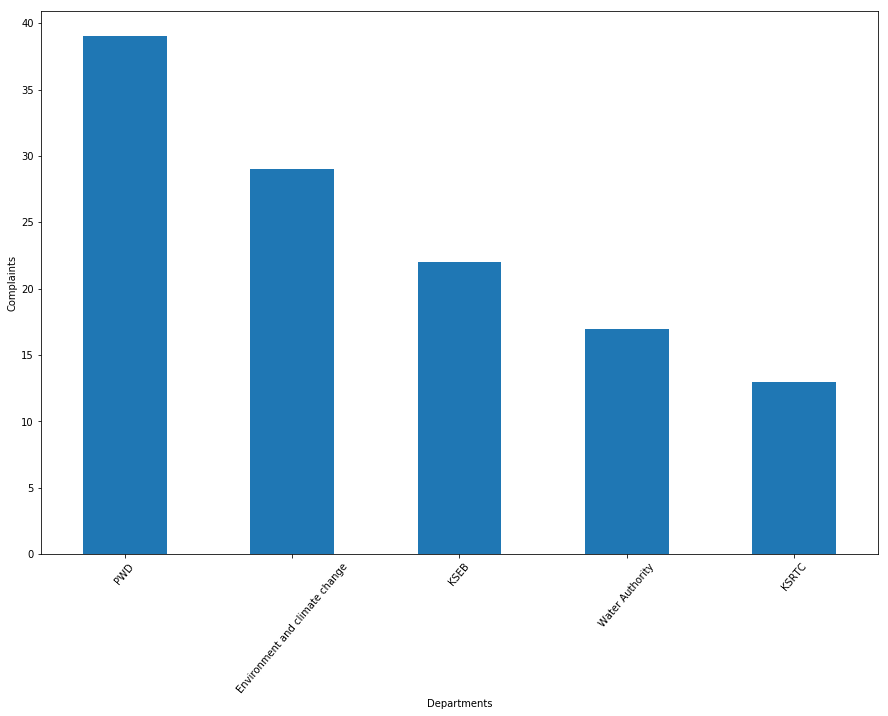 40
35
30
25
20
15
10
5
0
Complaints
PWD
Environment and climate change
KSEB
Water Authority
KSRTC
Departments